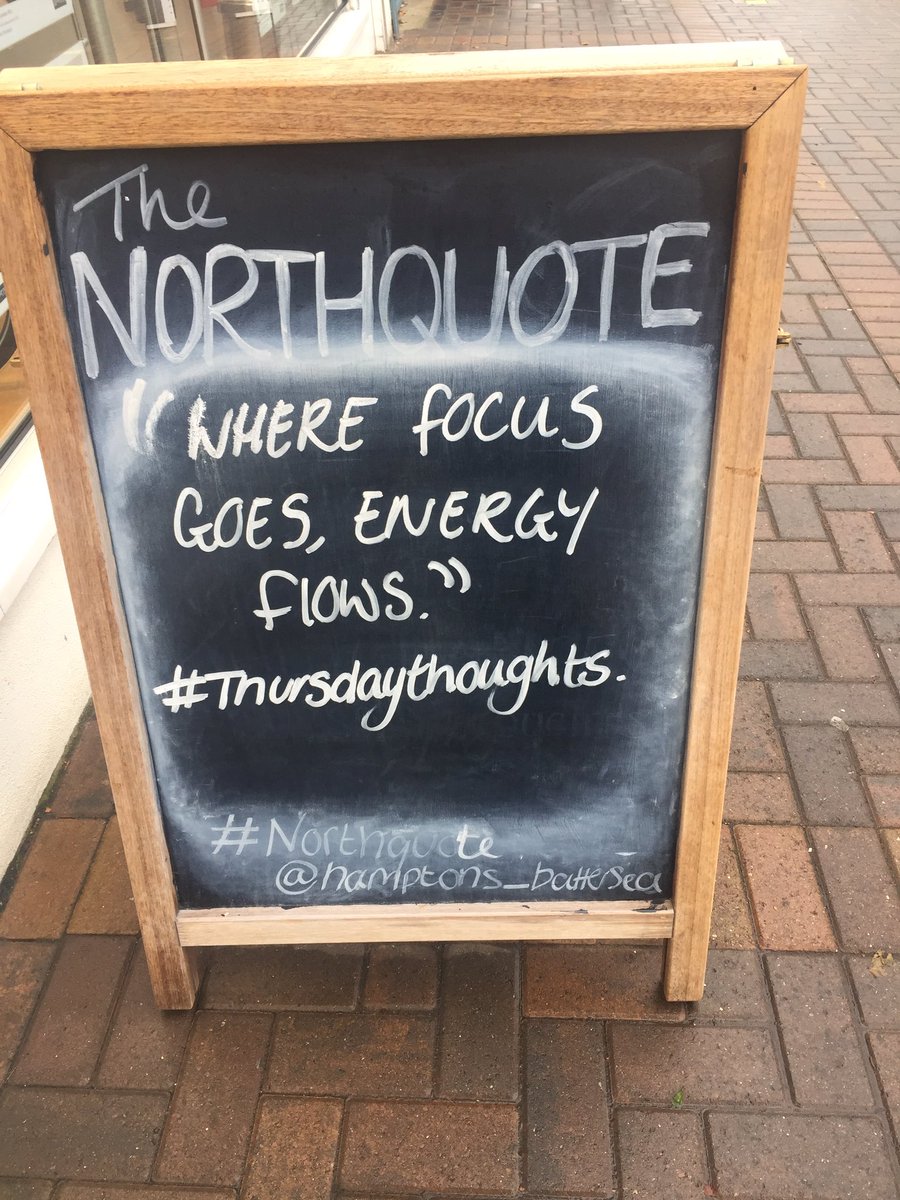 The
NORTHQUOTE
"WHERE FOCUS
GOES, ENERGY
FLOWS."
#Thursdaythoughts.
#Northquote
@hamptons_battersea